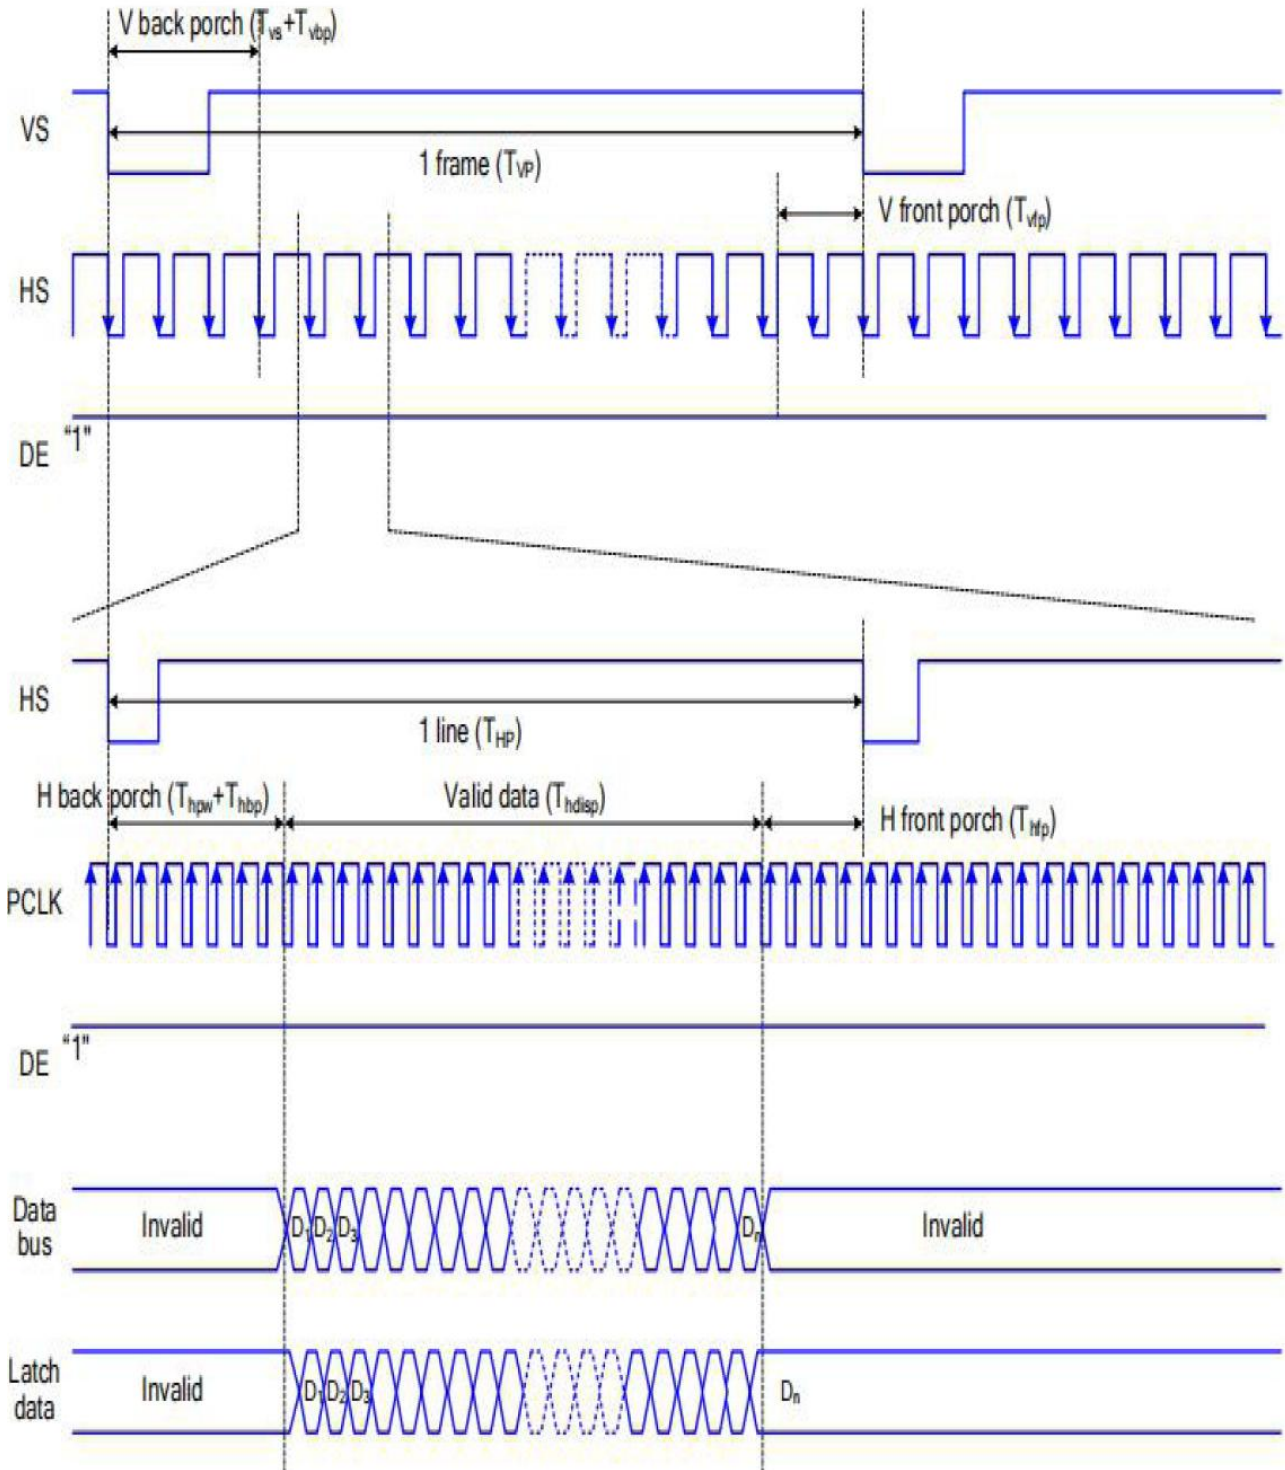 V back porch (Tvs+Tvbp)
VS
1 frame (TVP)
V front porch (Tvfp)
HS
"1"
DE
HS
1 line (THP)
H back porch (Thpw+Thbp)
Valid data (Thdisp)
H front porch (Thfp)
PCLK
"1"
DE
Data
bus
Invalid
D1 D2 D3
Dn
Invalid
Latch
data
Invalid
D1 D2 D3
Dn